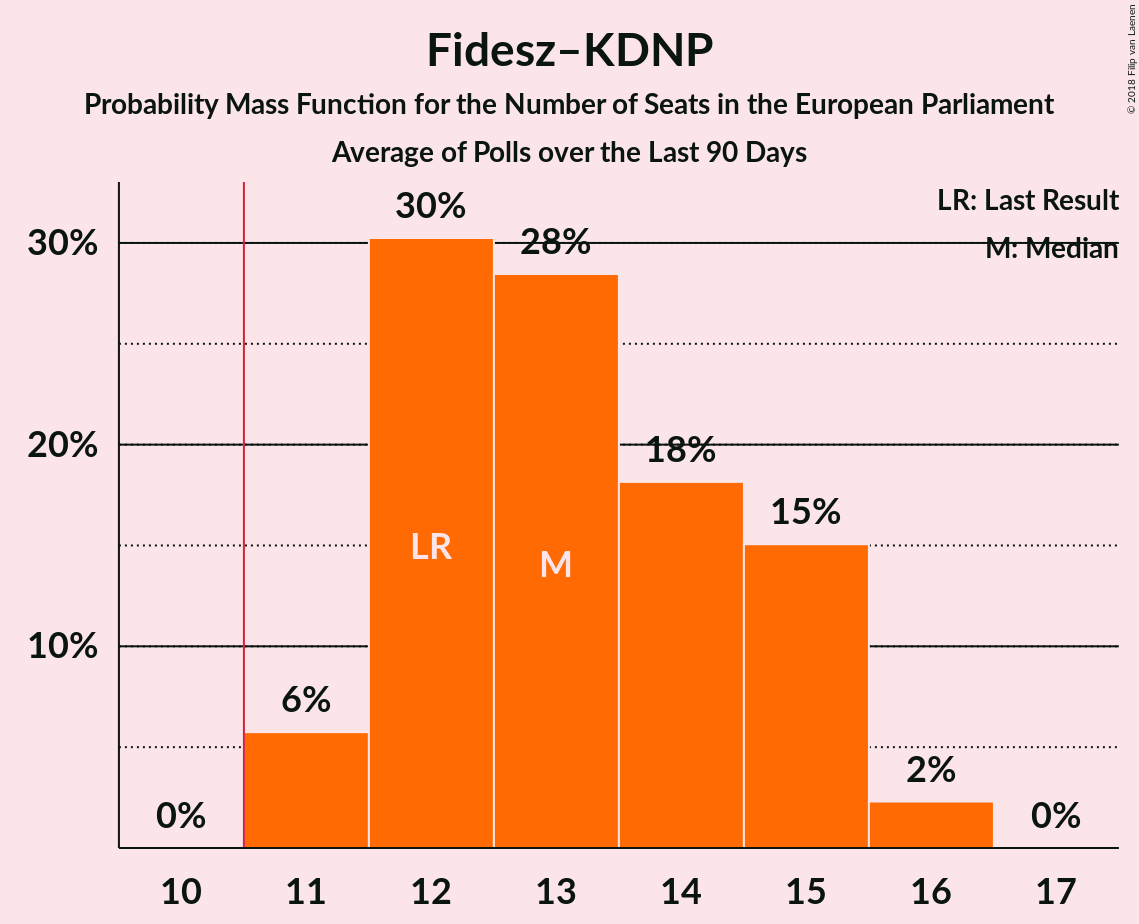 Fidesz–KDNP
Probability Mass Function for the Number of Seats in the European Parliament
Average of Polls over the Last 90 Days
© 2018 Filip van Laenen
LR: Last Result
M: Median
30%
20%
10%
0%
6%
30%
28%
18%
15%
2%
0%
LR
M
10 11 12 13 14 15 16 17